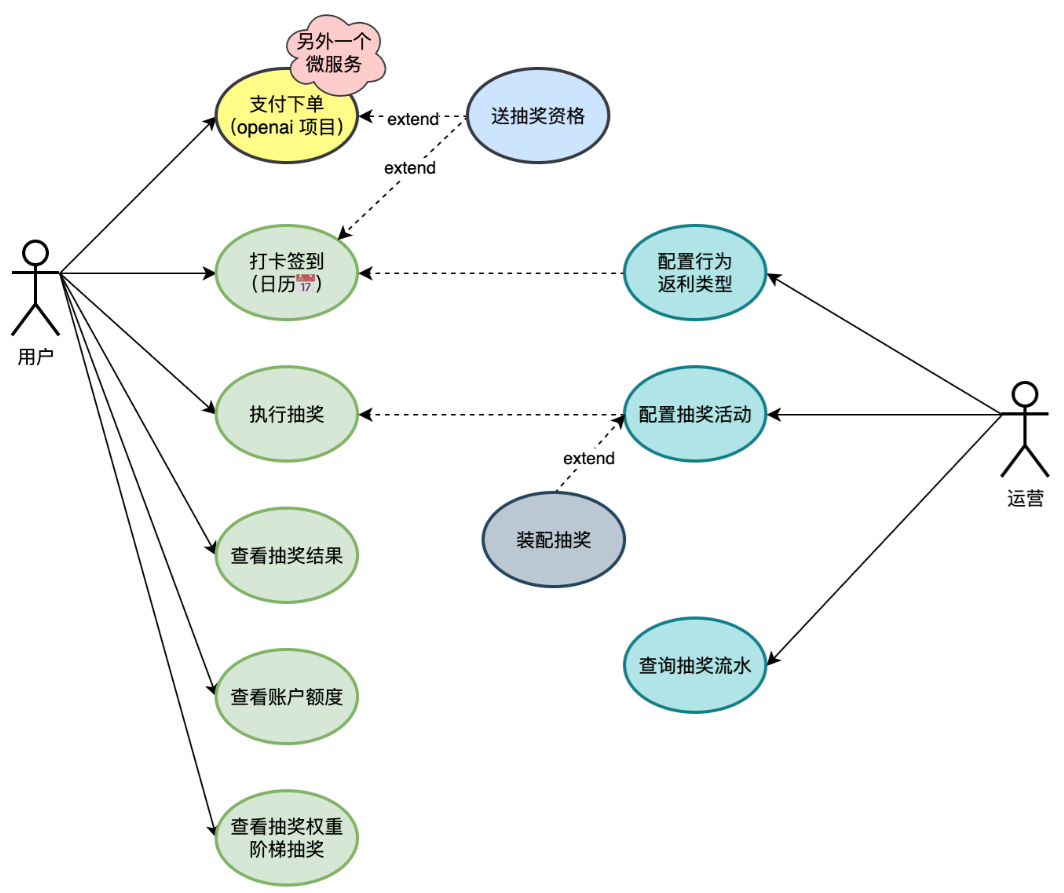 另外一个
微服务
支付下单
（openai 项目）
extend
送抽奖资格
extend
打卡签到
（日历📅）
配置行为
返利类型
用户
执行抽奖
配置抽奖活动
extend
运营
装配抽奖
查看抽奖结果
查询抽奖流水
查看账户额度
查看抽奖权重
阶梯抽奖